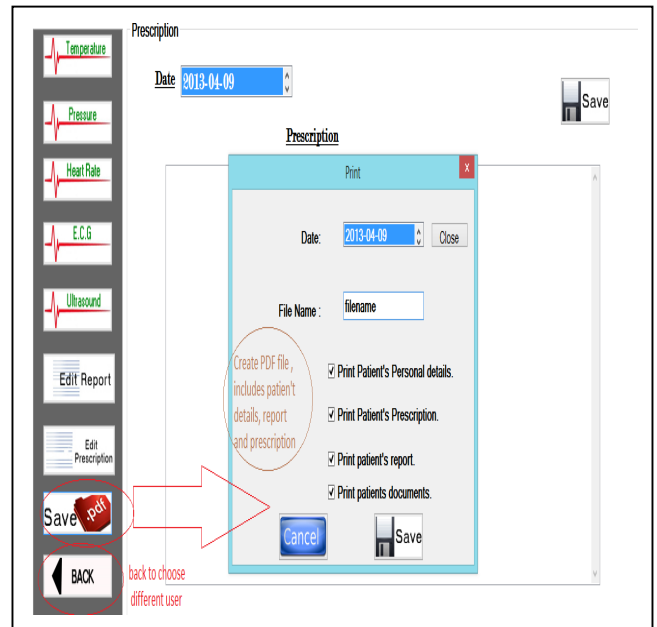 Prescription
Temperature
Date 2013-04-09
Save
Pressure
Prescription
Heart Rate
Print
x
E.C.G
Date: 2013-04-09 Close
Ultrasound
File Name : filename
Edit Report
Create PDF file ,
includes patien't
details, report
and prescription
Print Patient's Personal details.
Print Patient's Prescription.
Print patient's report.
Print patients documents.
Edit
Prescription
Save .pdf
Cancel
Save
BACK
back to choose
different user